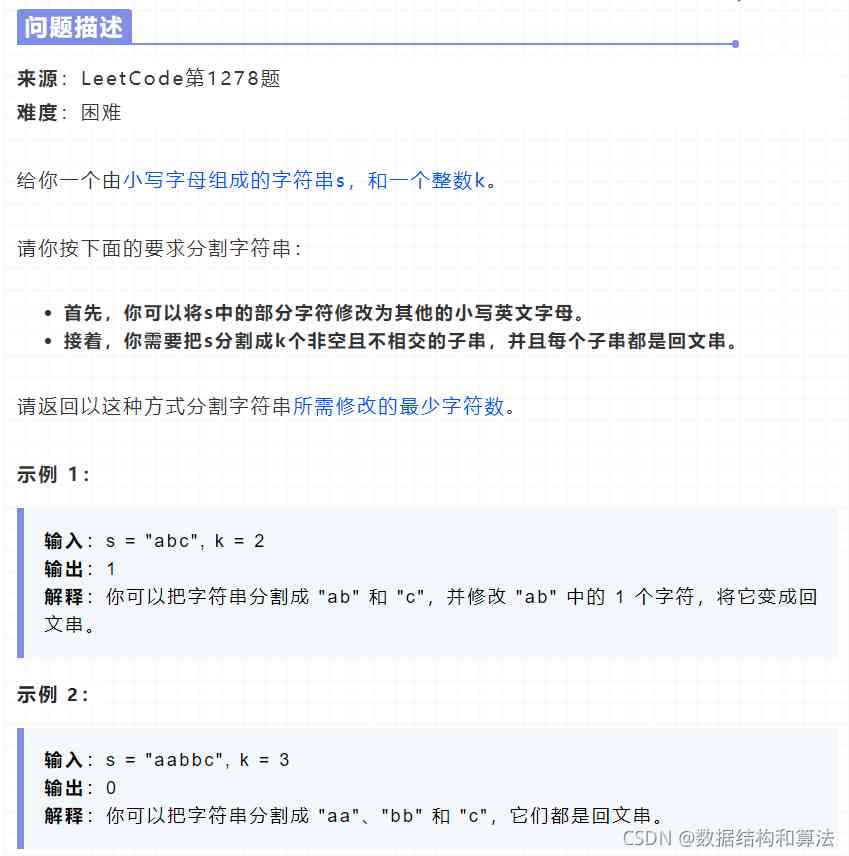 问题描述
来源：LeetCode第1278题
难度：困难
给你一个由小写字母组成的字符串s，和一个整数k。
请你按下面的要求分割字符串：
• 首先，你可以将s中的部分字符修改为其他的小写英文字母。
• 接着，你需要把s分割成k个非空且不相交的子串，并且每个子串都是回文串。
请返回以这种方式分割字符串所需修改的最少字符数。
示例 1：
输入：s = "abc", k = 2
输出：1
解释：你可以把字符串分割成 "ab" 和 "c"，并修改 "ab" 中的 1 个字符，将它变成回
文串。
示例 2：
输入：s = "aabbc", k = 3
输出：0
解释：你可以把字符串分割成 "aa"、"bb" 和 "c"，它们都是回文串。
CSDN @数据结构和算法